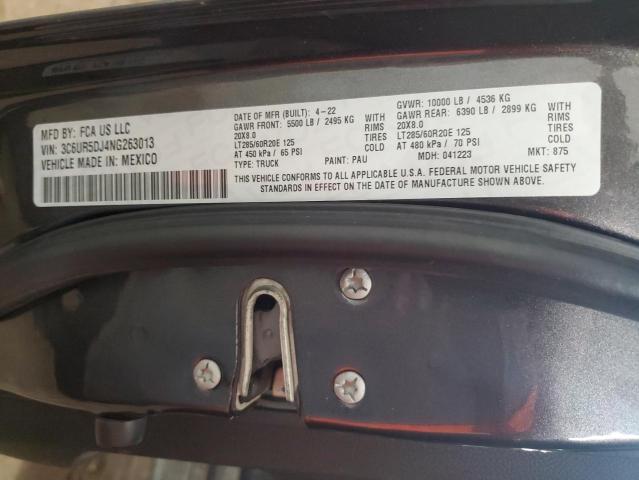 MFD BY: FCA US LLC
VIN: 3C6UR5DJ4NG263013
VEHICLE MADE IN: MEXICO
DATE OF MFR (BUILT): 4-22
GAWR FRONT: 5500 LB / 2495 KG WITH
20X8.0 TIRES
LT285/60R20E 125 COLD
AT 450 kPa / 65 PSI
TYPE: TRUCK
PAINT: PAU
GVWR: 10000 LB / 4536 KG
GAWR REAR: 6390 LB / 2899 KG WITH
20X8.0 TIRES
LT285/60R20E 125 COLD
AT 480 kPa / 70 PSI
MDH: 041223
MKT: 875
THIS VEHICLE CONFORMS TO ALL APPLICABLE U.S.A. FEDERAL MOTOR VEHICLE SAFETY
STANDARDS IN EFFECT ON THE DATE OF MANUFACTURE SHOWN ABOVE.